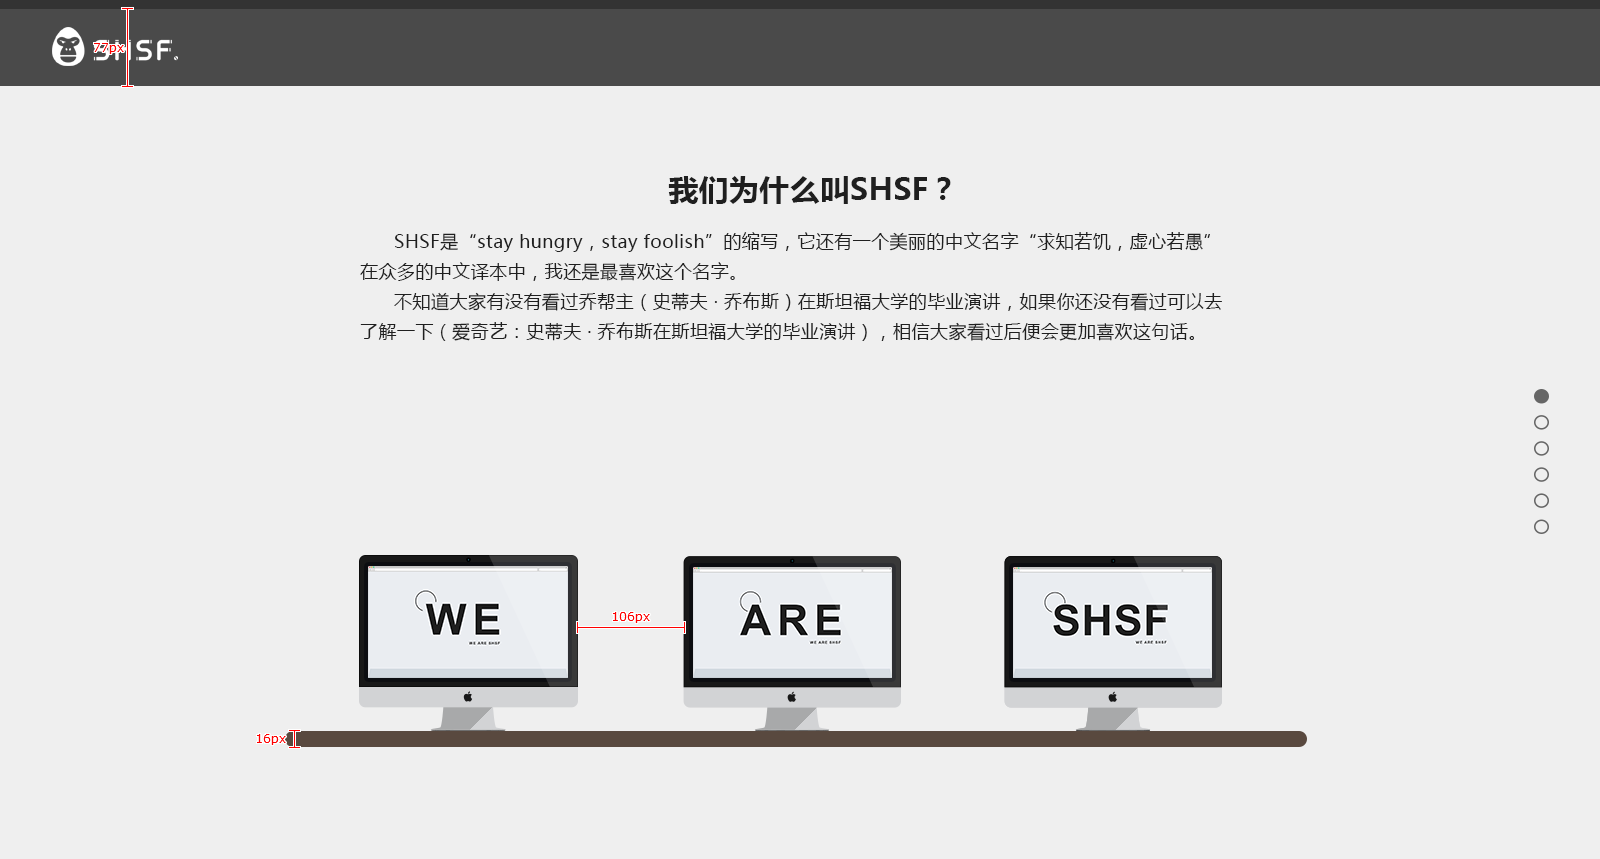 77px
SHSF
我们为什么叫SHSF？
SHSF是“stay hungry，stay foolish”的缩写，它还有一个美丽的中文名字“求知若饥，虚心若愚”
在众多的中文译本中，我还是最喜欢这个名字。
不知道大家有没有看过乔帮主（史蒂夫·乔布斯）在斯坦福大学的毕业演讲，如果你还没有看过可以去
了解一下（爱奇艺：史蒂夫·乔布斯在斯坦福大学的毕业演讲），相信大家看过后便会更加喜欢这句话。
WE
WE ARE SHSF
106px
ARE
WE ARE SHSF
SHSF
WE ARE SHSF
16px